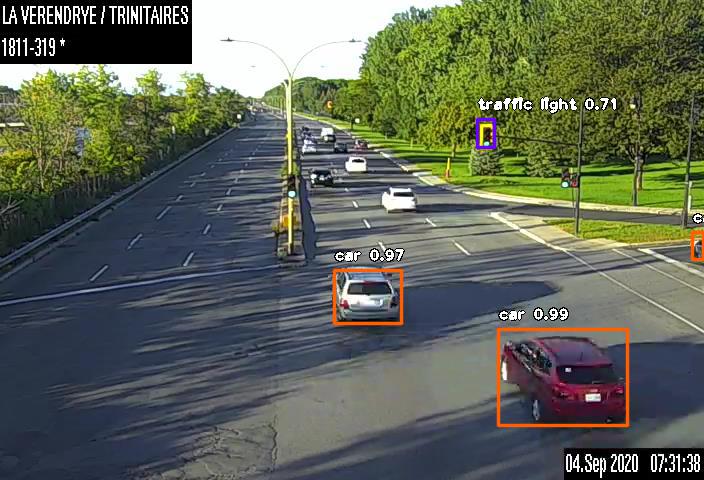 LA VERENDRYE / TRINITAIRES
1811-319 *
traffic light 0.71
c
car 0.97
car 0.99
04.Sep 2020 07:31:38